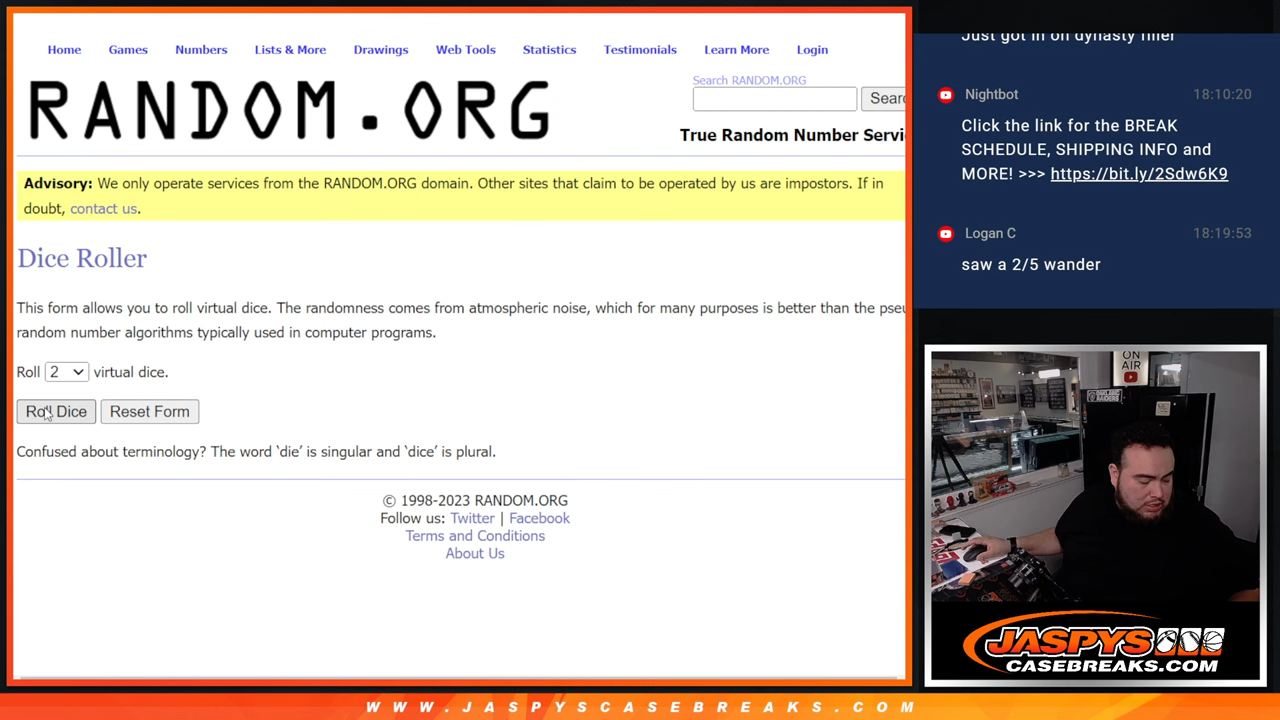 Home Games Numbers Lists & More Drawings Web Tools Statistics Testimonials Learn More Login
RANDOM.ORG
Search RANDOM.ORG
Sear
True Random Number Servi
Advisory: We only operate services from the RANDOM.ORG domain. Other sites that claim to be operated by us are impostors. If in
doubt, contact us.
Dice Roller
This form allows you to roll virtual dice. The randomness comes from atmospheric noise, which for many purposes is better than the pseu
random number algorithms typically used in computer programs.
Roll 2 virtual dice.
Roll Dice Reset Form
Confused about terminology? The word ‘die’ is singular and ‘dice’ is plural.
© 1998-2023 RANDOM.ORG
Follow us: Twitter | Facebook
Terms and Conditions
About Us
Just got in on dynasty filler
Nightbot 18:10:20
Click the link for the BREAK
SCHEDULE, SHIPPING INFO and
MORE! >>> https://bit.ly/2Sdw6K9
Logan C 18:19:53
saw a 2/5 wander
ON
AIR
JASPYS
CASEBREAKS.COM
WWW.JASPYSCASEBREAKS.COM